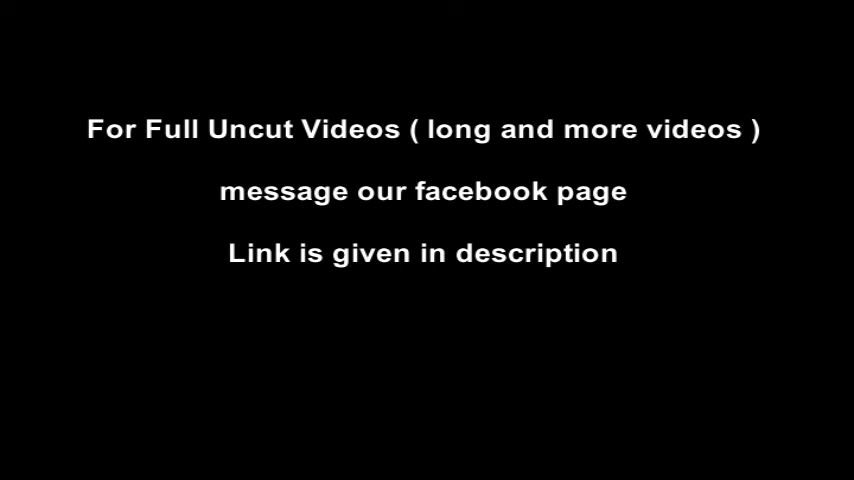 For Full Uncut Videos ( long and more videos )
message our facebook page
Link is given in description